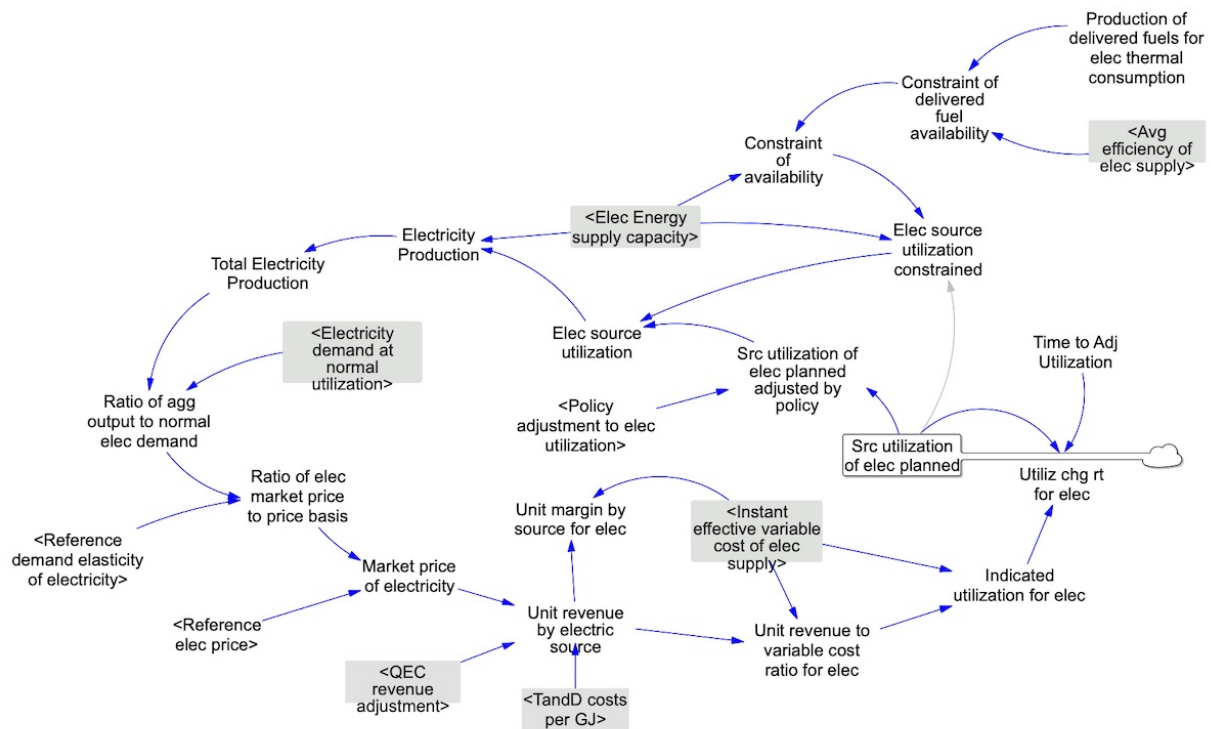 Production of
delivered fuels for
elec thermal
consumption
Constraint of
delivered
fuel
availability
<Avg
efficiency of
elec supply>
Constraint
of
availability
<Elec Energy
supply capacity>
Elec source
utilization
constrained
Electricity
Production
Total Electricity
Production
<Electricity
demand at
normal
utilization>
Elec source
utilization
Src utilization of
elec planned
adjusted by
policy
Time to Adj
Utilization
Ratio of agg
output to normal
elec demand
<Policy
adjustment to elec
utilization>
Src utilization
of elec planned
Utiliz chg rt
for elec
Ratio of elec
market price
to price basis
Unit margin by
source for elec
<Instant
effective variable
cost of elec
supply>
<Reference
demand elasticity
of electricity>
Market price
of electricity
Indicated
utilization for elec
<Reference
elec price>
Unit revenue
by electric
source
Unit revenue to
variable cost
ratio for elec
<QEC
revenue
adjustment>
<TandD costs
per GJ>